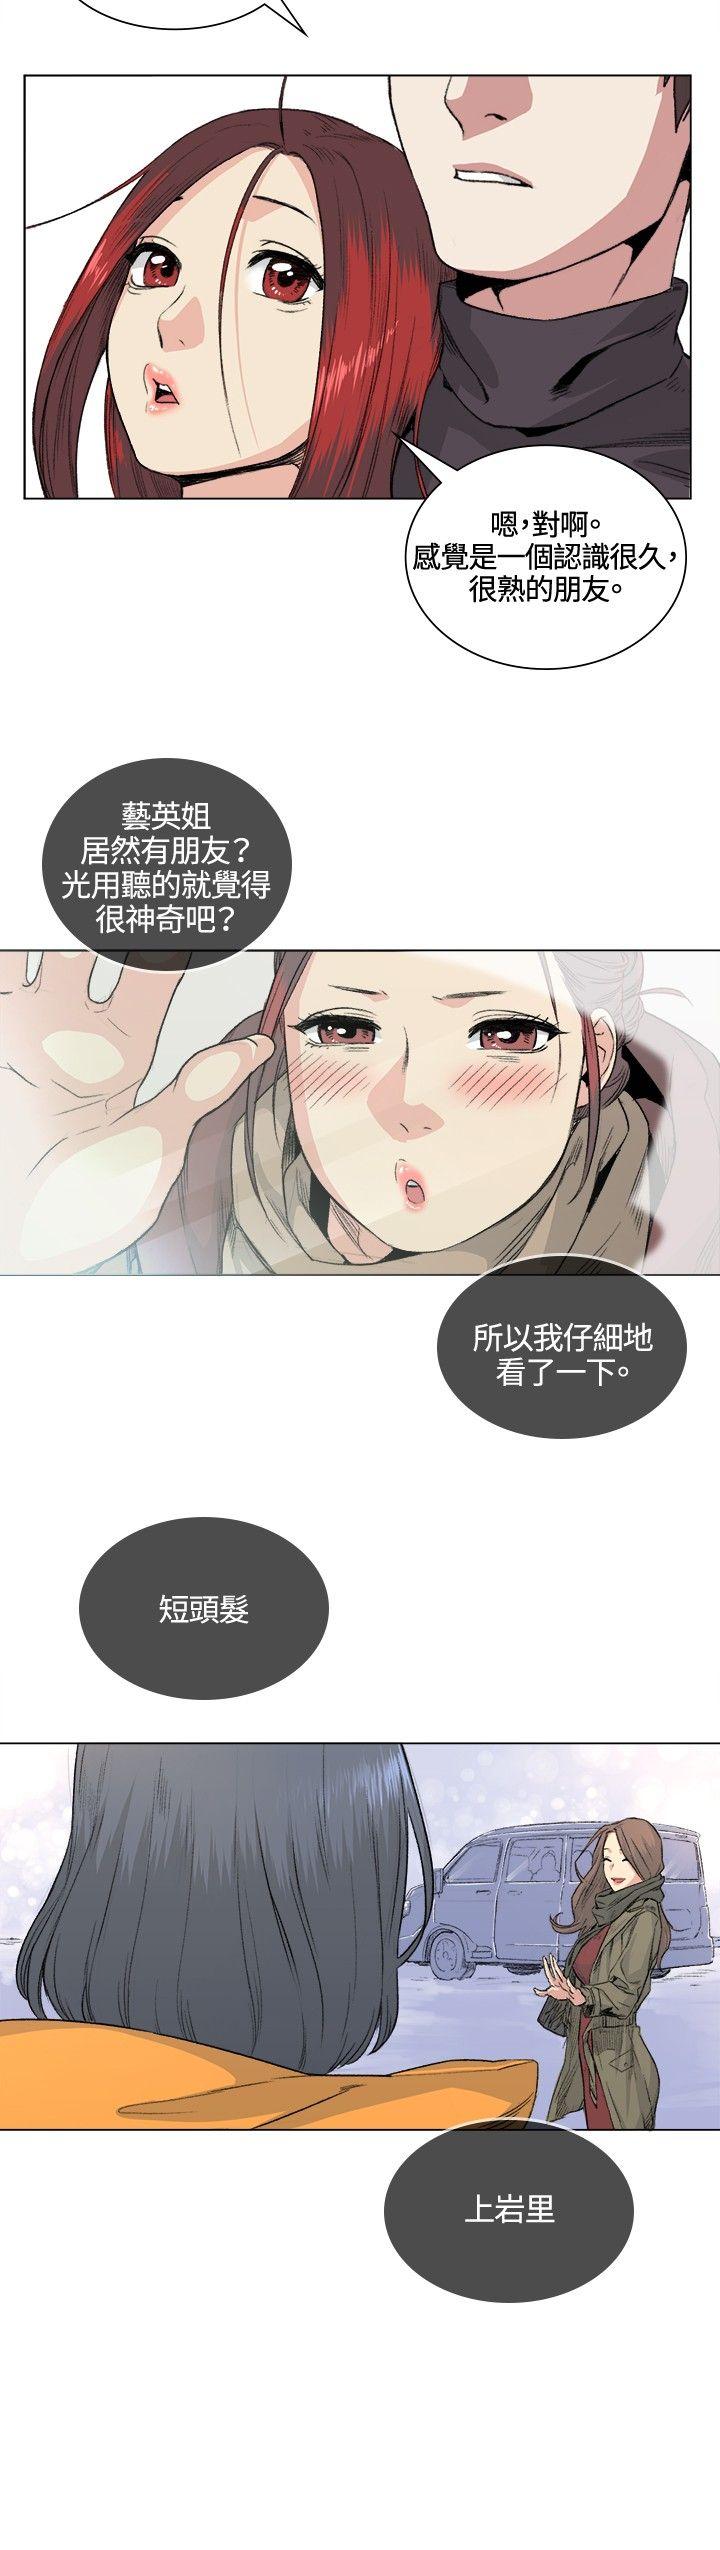 嗯,對啊。
感覺是一個認識很久,
很熟的朋友。
藝英姐
居然有朋友？
光用聽的就覺得
很神奇吧？
所以我仔細地
看了一下。
短頭髮
上岩里